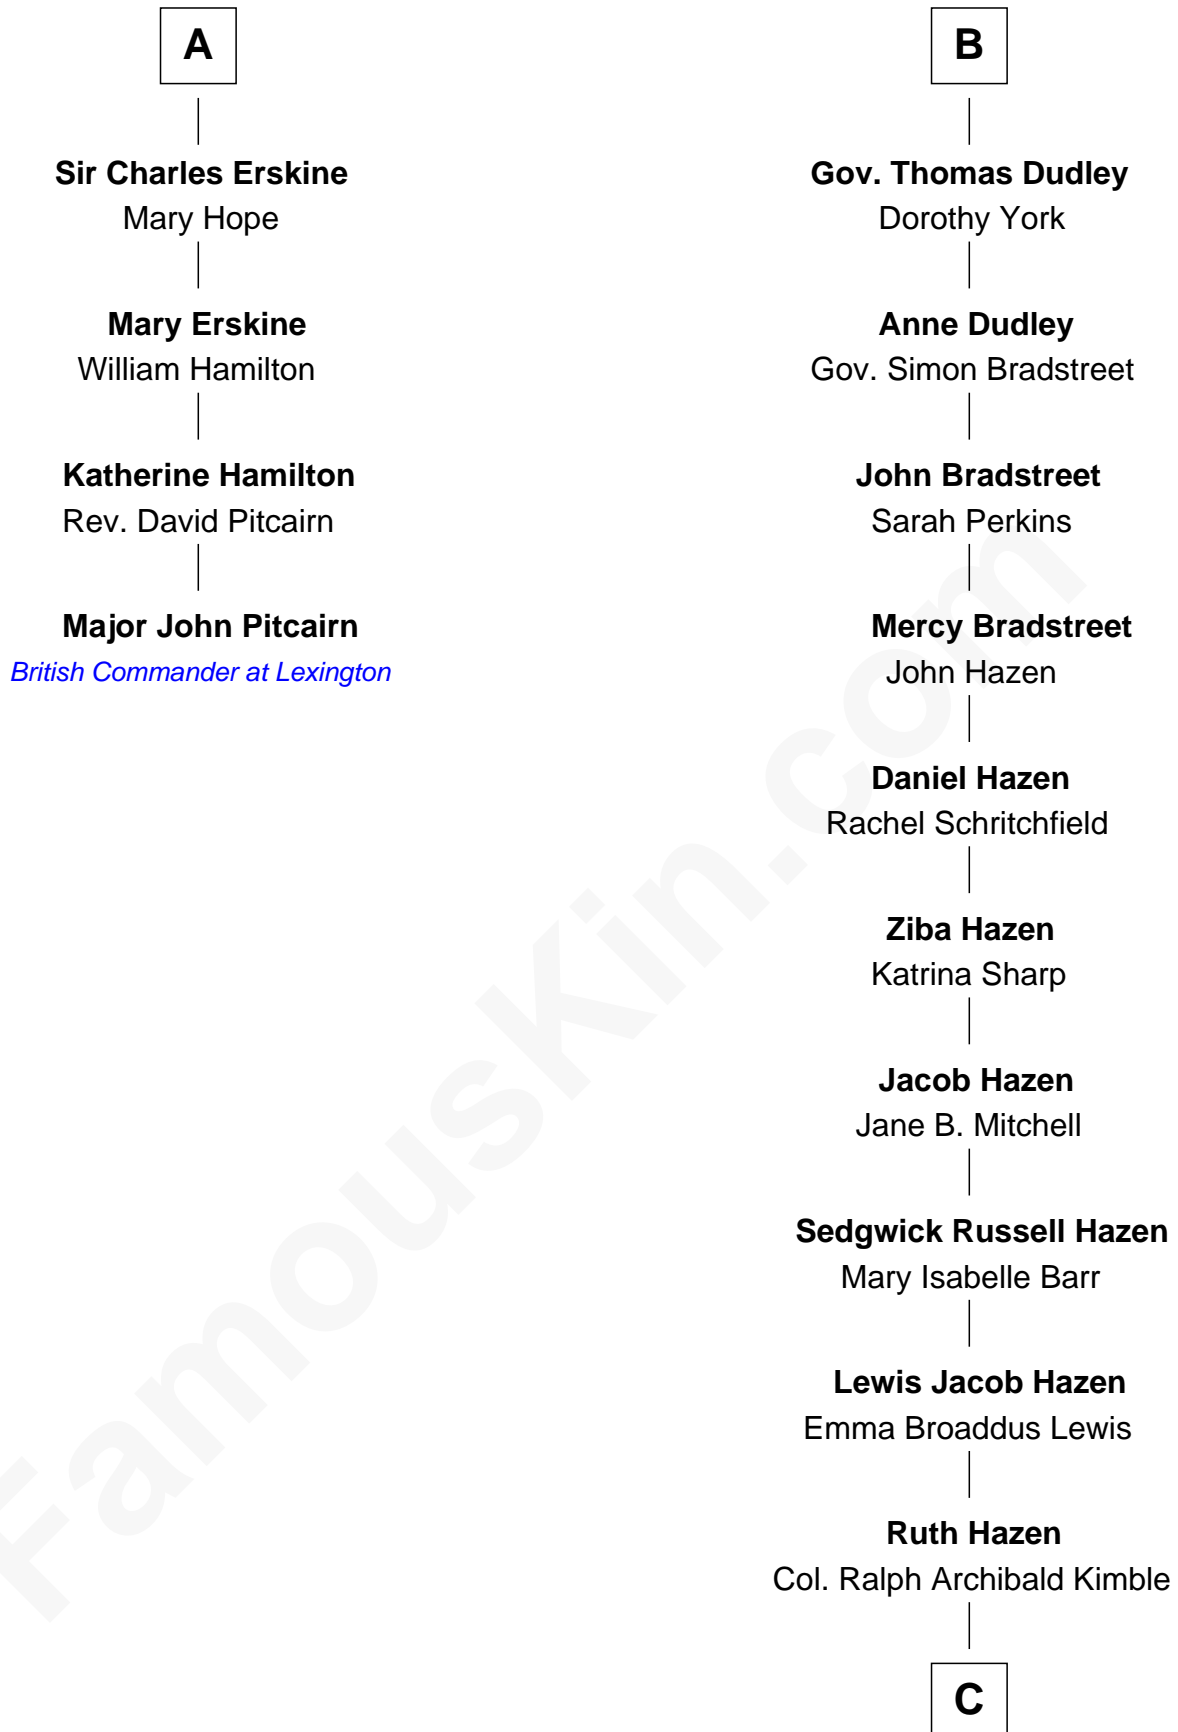 A
Sir Charles Erskine
Mary Hope
Mary Erskine
William Hamilton
Katherine Hamilton
Rev. David Pitcairn
Major John Pitcairn
British Commander at Lexington
B
Gov. Thomas Dudley
Dorothy York
Anne Dudley
Gov. Simon Bradstreet
John Bradstreet
Sarah Perkins
Mercy Bradstreet
John Hazen
Daniel Hazen
Rachel Schritchfield
Ziba Hazen
Katrina Sharp
Jacob Hazen
Jane B. Mitchell
Sedgwick Russell Hazen
Mary Isabelle Barr
Lewis Jacob Hazen
Emma Broaddus Lewis
Ruth Hazen
Col. Ralph Archibald Kimble
C
FamousKin.com